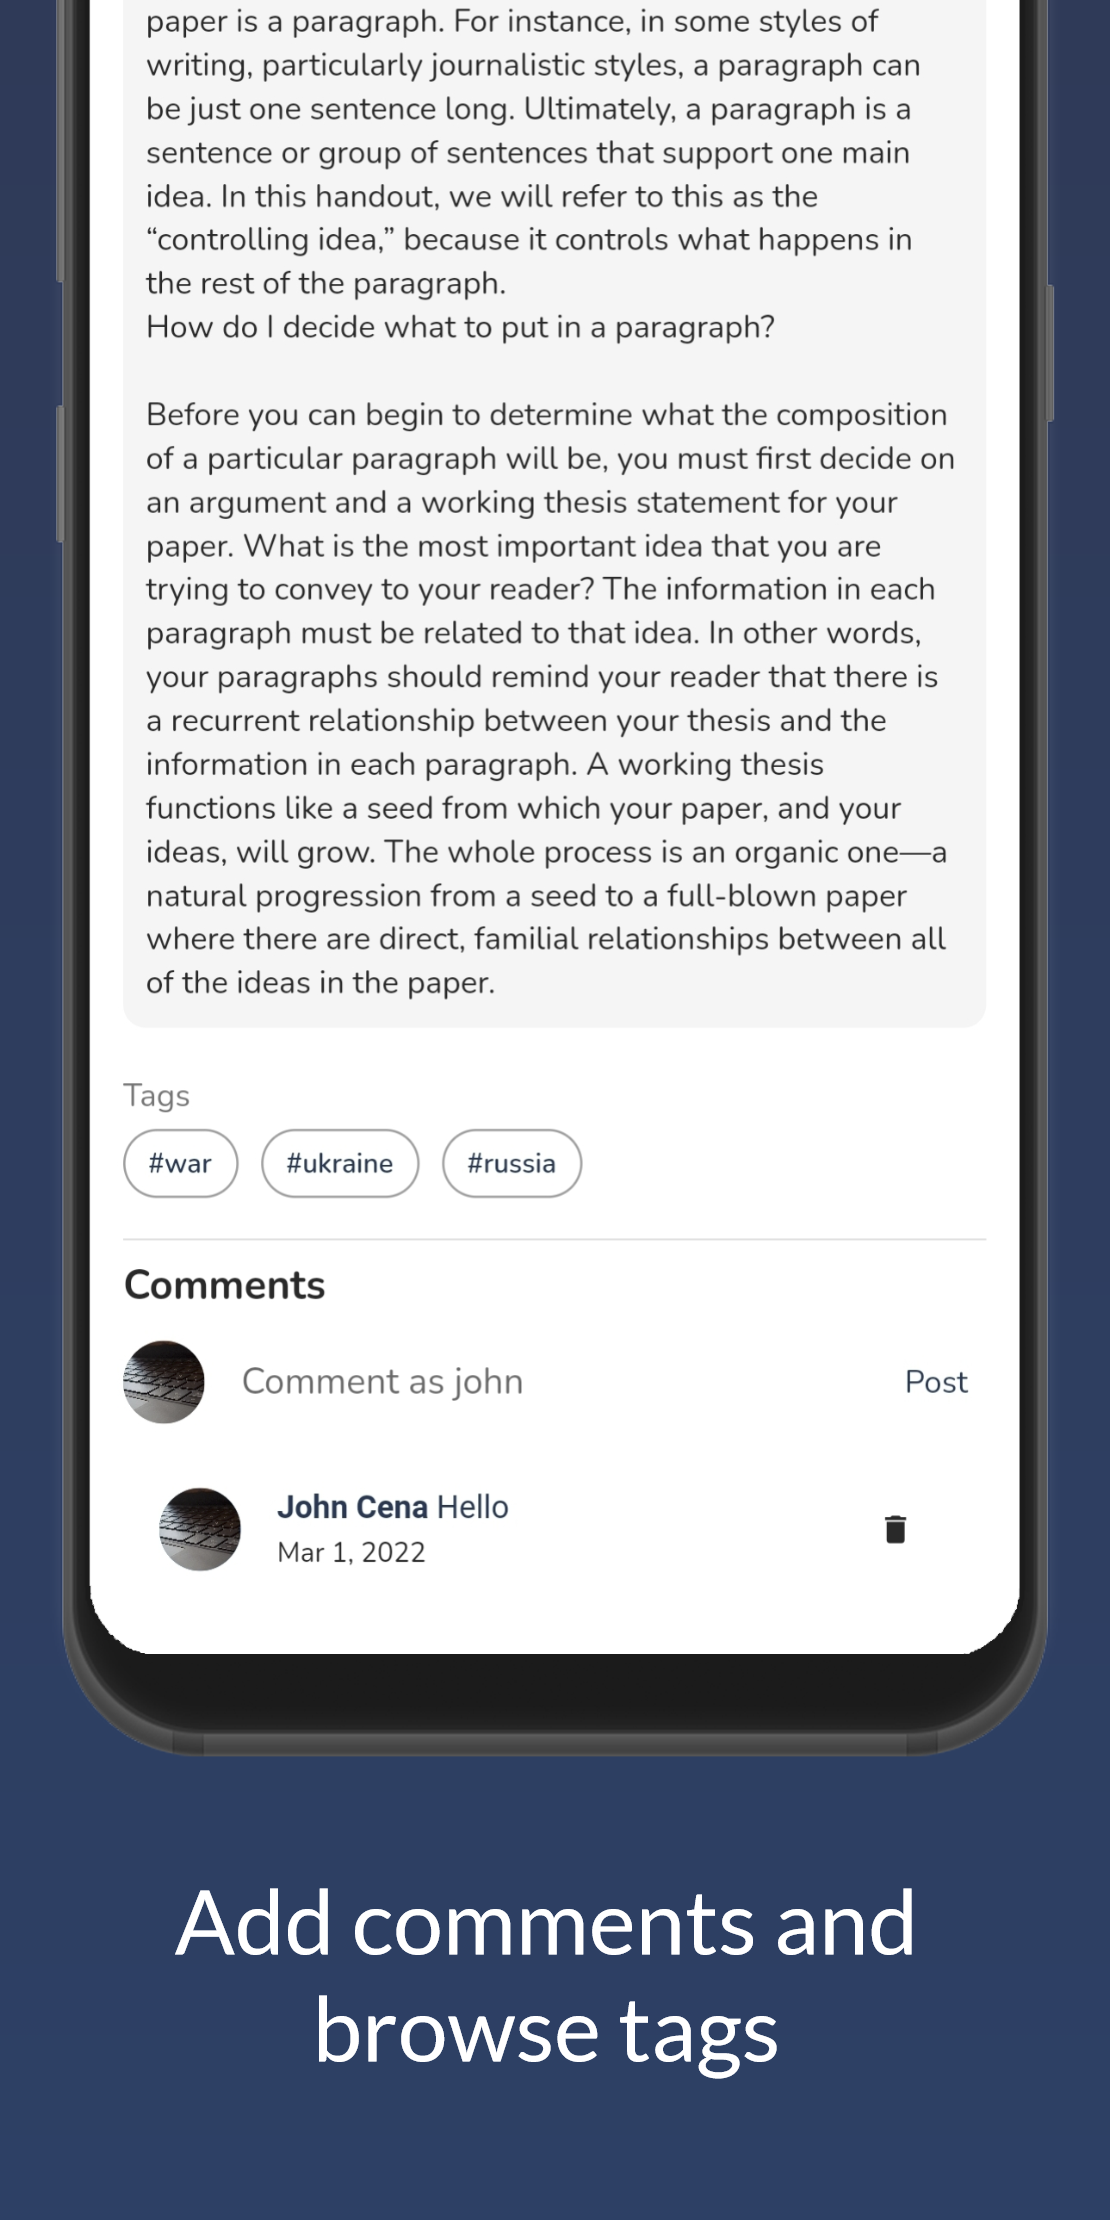 paper is a paragraph. For instance, in some styles of
writing, particularly journalistic styles, a paragraph can
be just one sentence long. Ultimately, a paragraph is a
sentence or group of sentences that support one main
idea. In this handout, we will refer to this as the
“controlling idea,” because it controls what happens in
the rest of the paragraph.
How do I decide what to put in a paragraph?
Before you can begin to determine what the composition
of a particular paragraph will be, you must first decide on
an argument and a working thesis statement for your
paper. What is the most important idea that you are
trying to convey to your reader? The information in each
paragraph must be related to that idea. In other words,
your paragraphs should remind your reader that there is
a recurrent relationship between your thesis and the
information in each paragraph. A working thesis
functions like a seed from which your paper, and your
ideas, will grow. The whole process is an organic one—a
natural progression from a seed to a full-blown paper
where there are direct, familial relationships between all
of the ideas in the paper.
Tags
#war #ukraine #russia
Comments
Comment as john Post
John Cena Hello
Mar 1, 2022
Add comments and
browse tags